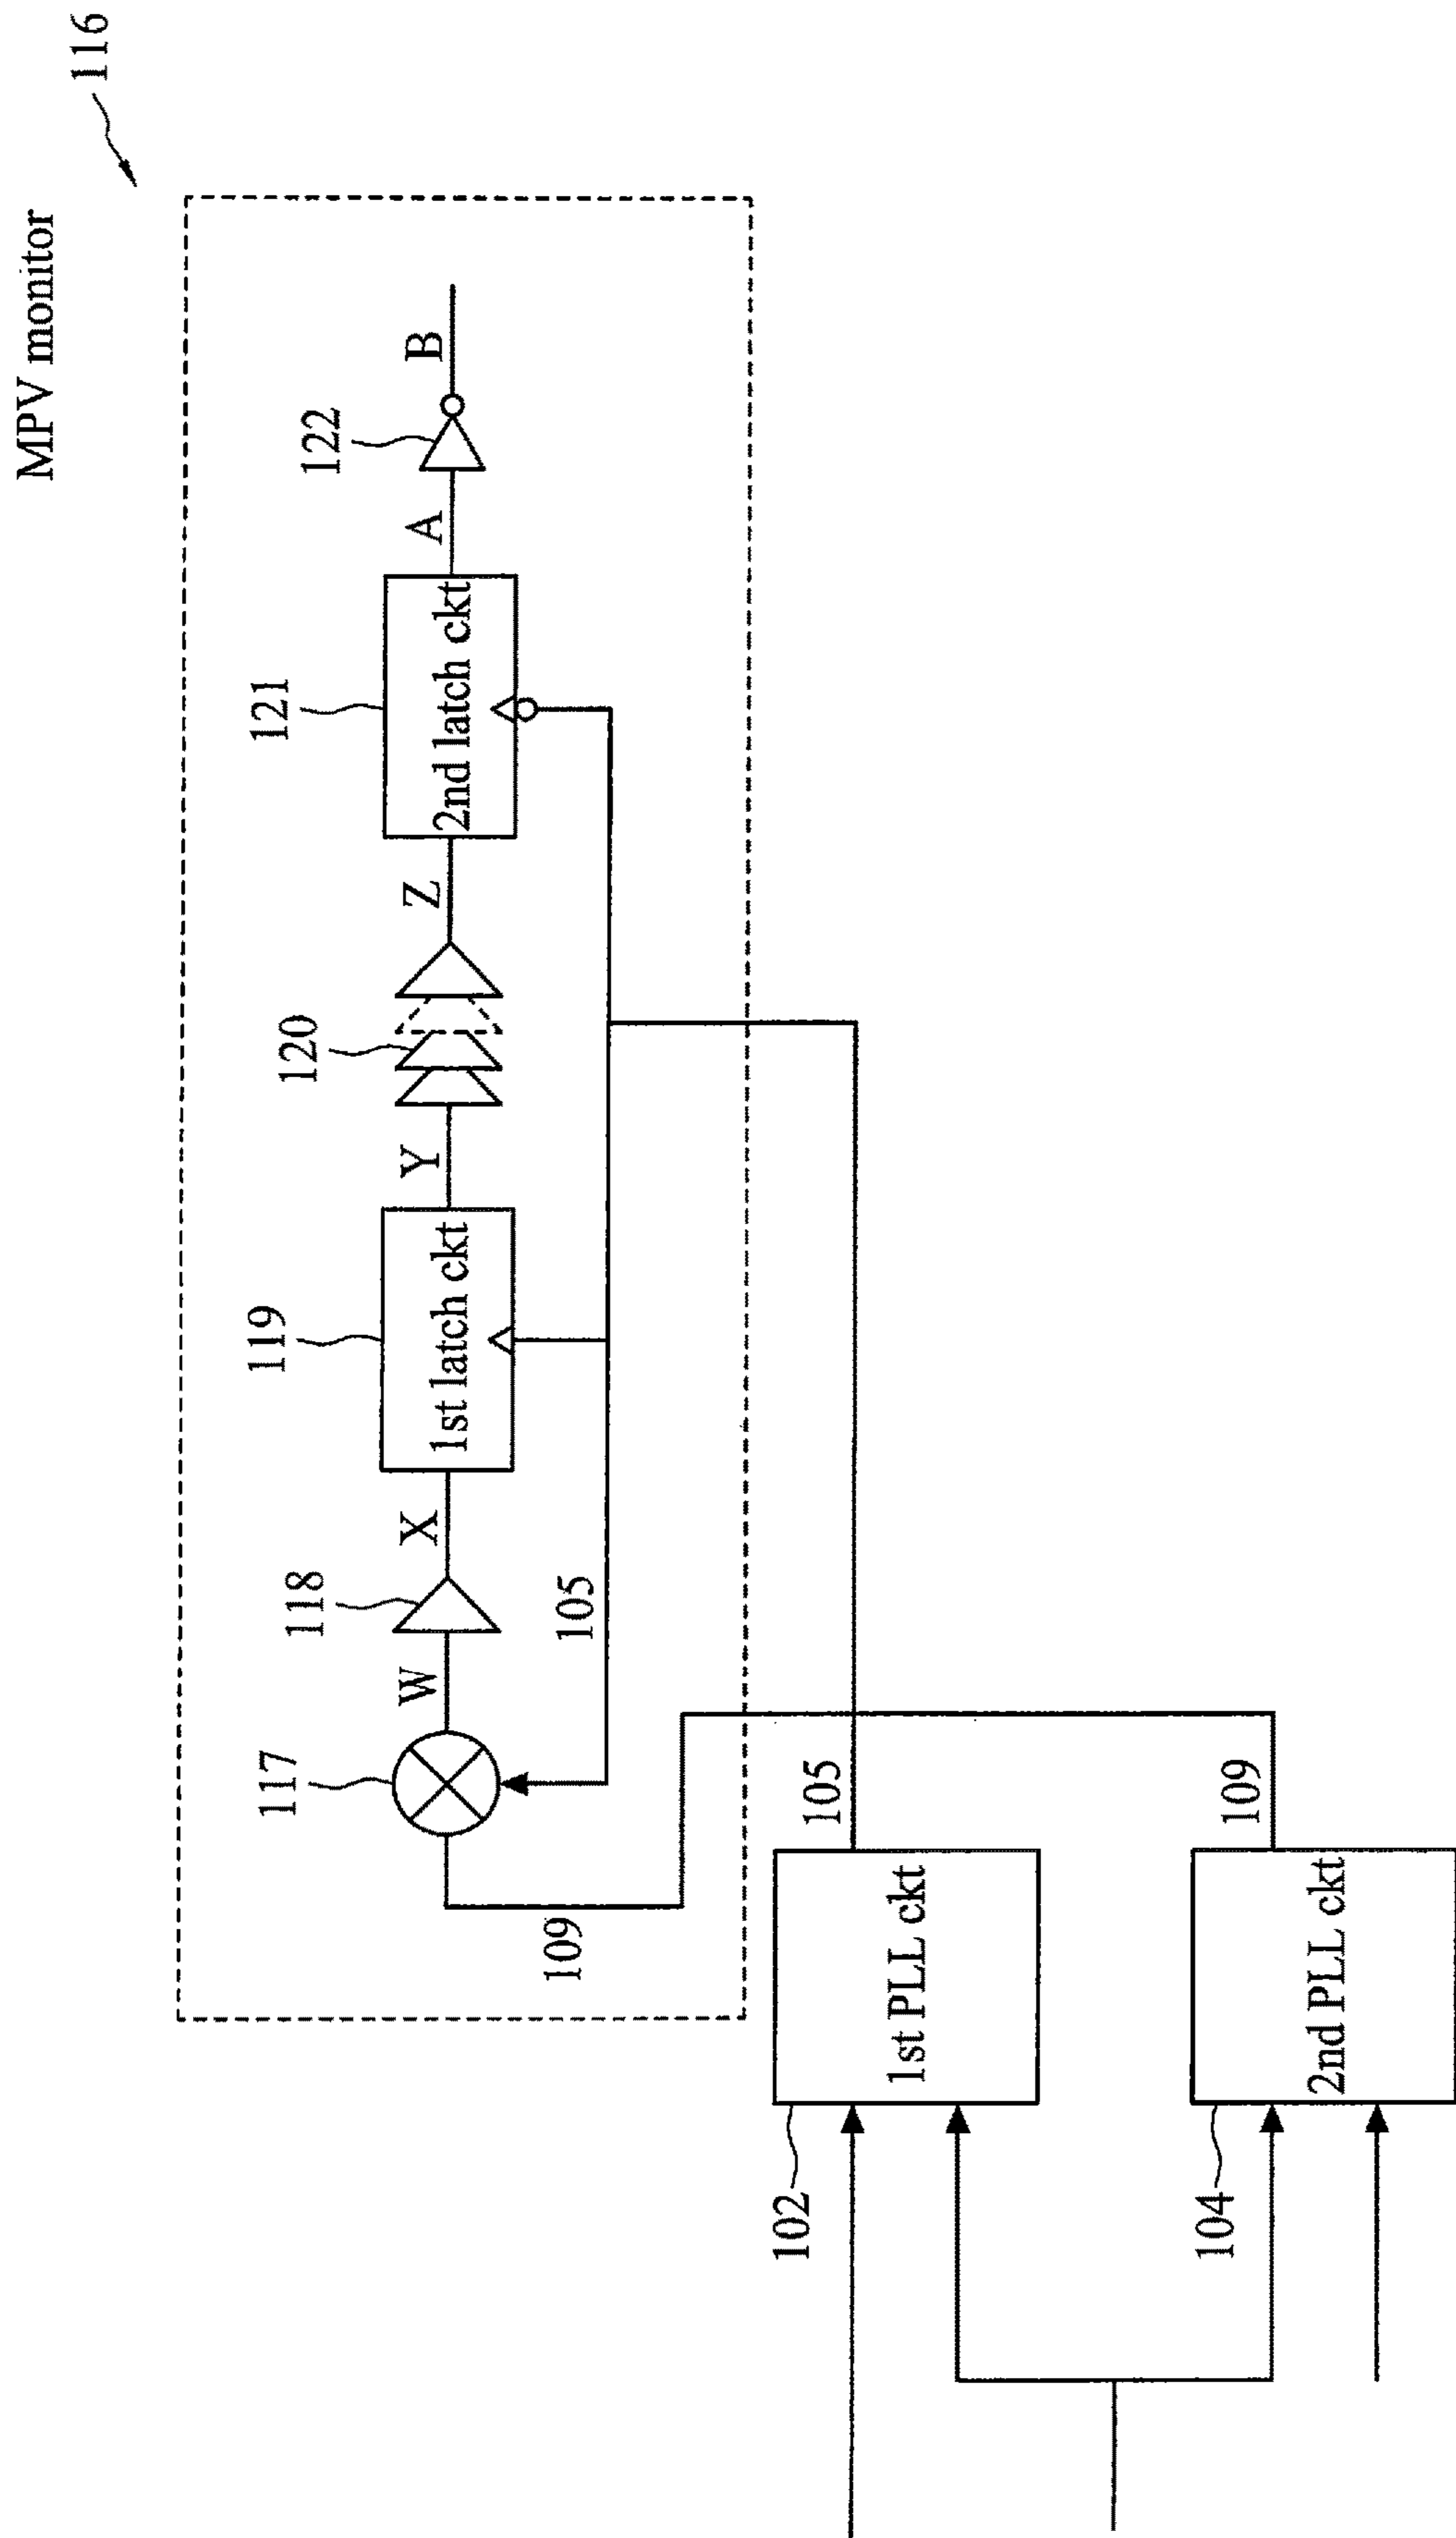 MPV monitor
116
117
118
119
120
121
122
W
X
Y
Z
A
B
1st latch ckt
2nd latch ckt
105
109
105
109
1st PLL ckt
2nd PLL ckt
102
104